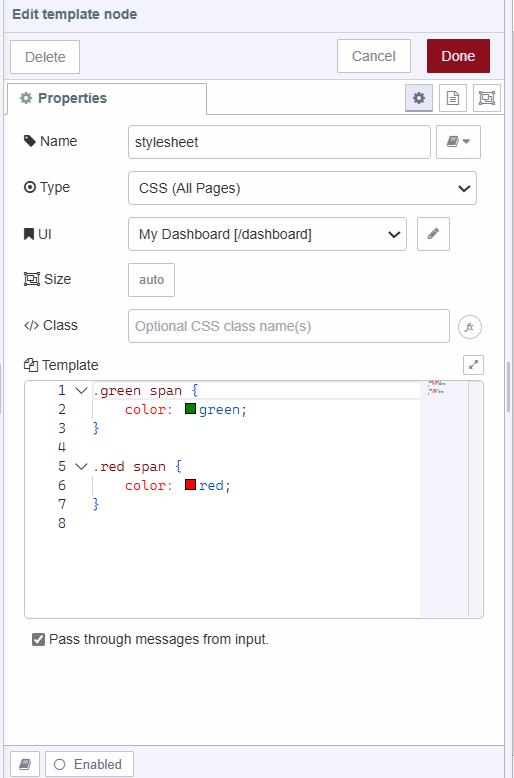 Edit template node
Delete
Cancel
Done
Properties
Name
stylesheet
Type
CSS (All Pages)
UI
My Dashboard [/dashboard]
Size
auto
</> Class
Optional CSS class name(s)
fx
Template
1 .green span {
2 color: green;
3 }
4
5 .red span {
6 color: red;
7 }
8
Pass through messages from input.
Enabled